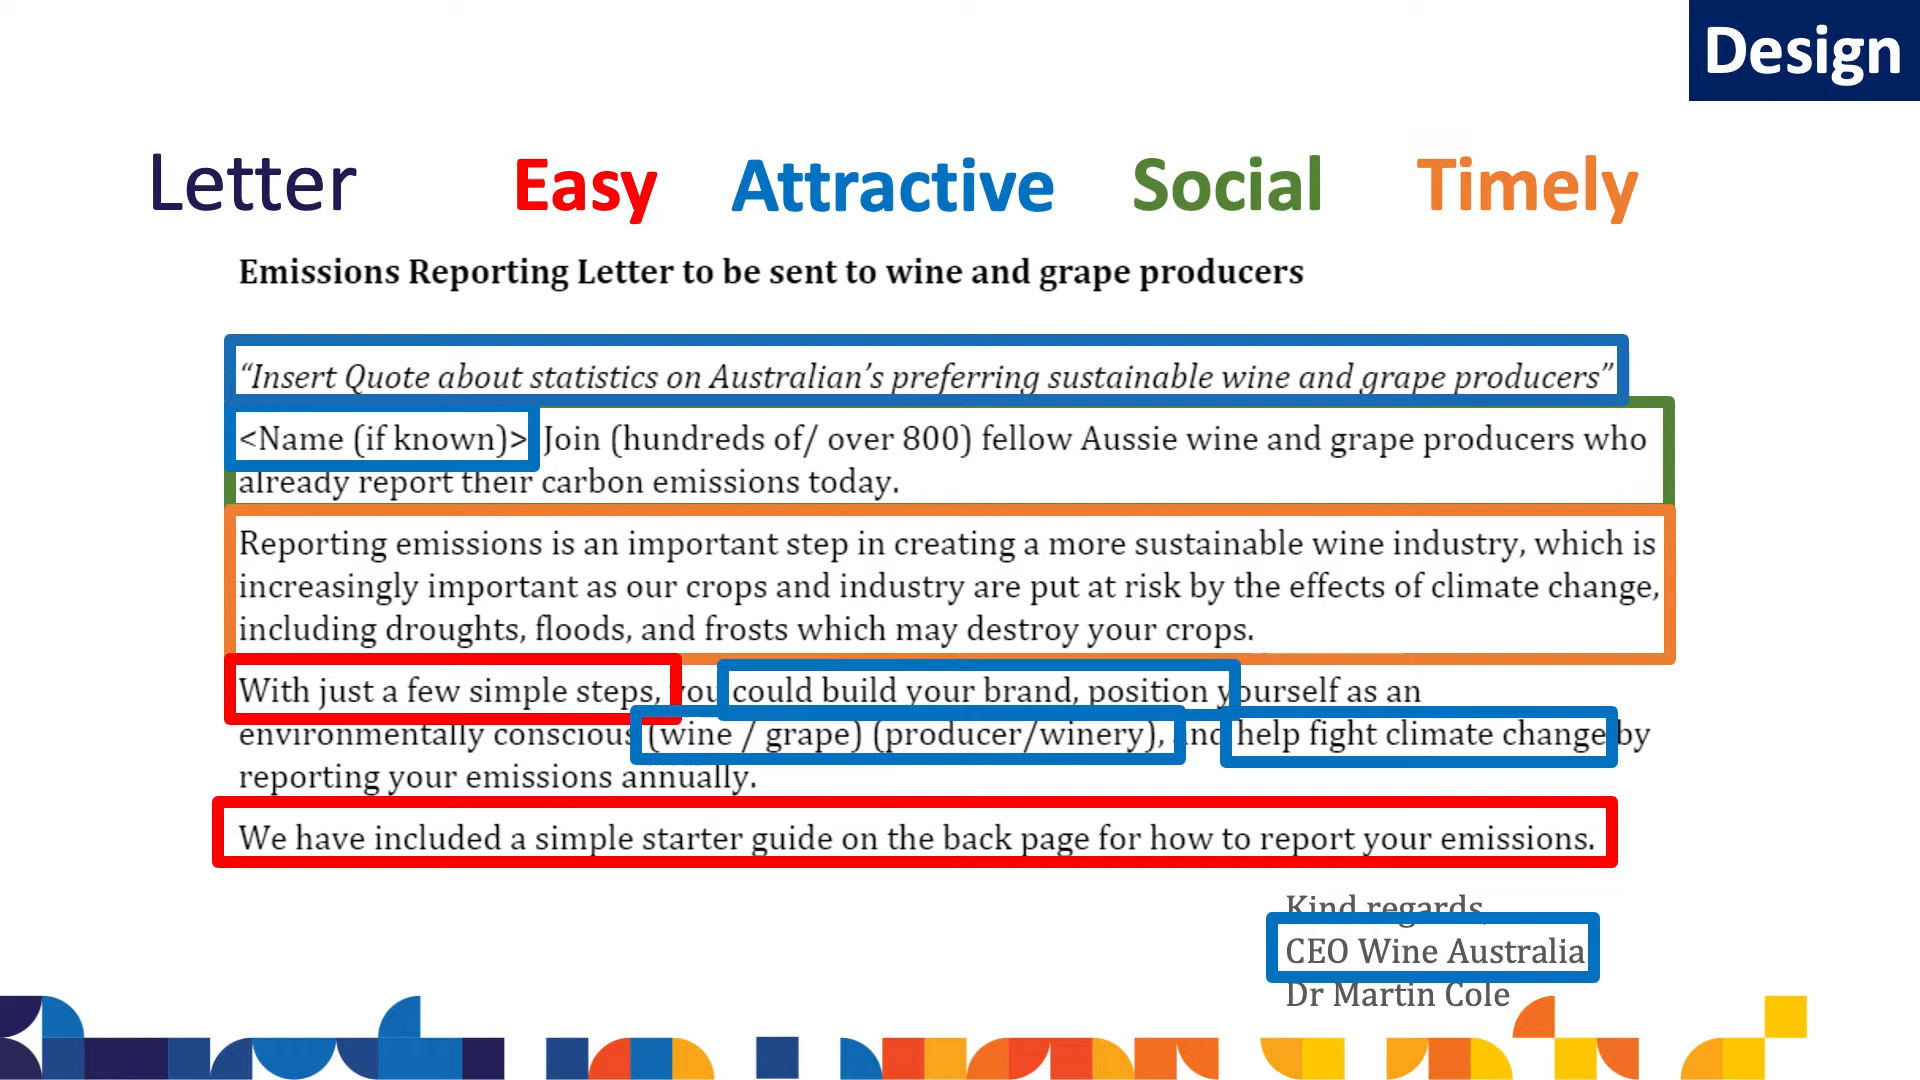 Design
Letter Easy Attractive Social Timely
Emissions Reporting Letter to be sent to wine and grape producers
“Insert Quote about statistics on Australian’s preferring sustainable wine and grape producers”
<Name (if known)> Join (hundreds of/ over 800) fellow Aussie wine and grape producers who
already report their carbon emissions today.
Reporting emissions is an important step in creating a more sustainable wine industry, which is
increasingly important as our crops and industry are put at risk by the effects of climate change,
including droughts, floods, and frosts which may destroy your crops.
With just a few simple steps, you could build your brand, position yourself as an
environmentally conscious (wine / grape) (producer/winery), and help fight climate change by
reporting your emissions annually.
We have included a simple starter guide on the back page for how to report your emissions.
Kind regards,
CEO Wine Australia
Dr Martin Cole